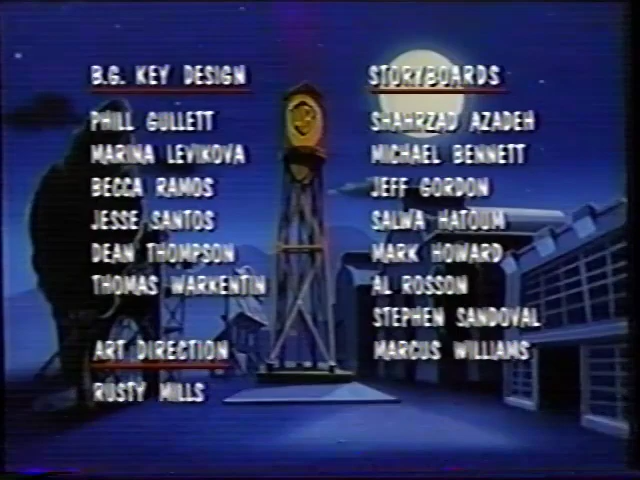 B.G. KEY DESIGN
PHILL GULLETT
MARINA LEVIKOVA
BECCA RAMOS
JESSE SANTOS
DEAN THOMPSON
THOMAS WARKENTIN
ART DIRECTION
RUSTY MILLS
STORYBOARDS
SHAHRZAD AZADEH
MICHAEL BENNETT
JEFF GORDON
SALWA HATOUM
MARK HOWARD
AL ROSSON
STEPHEN SANDOVAL
MARCUS WILLIAMS
WB